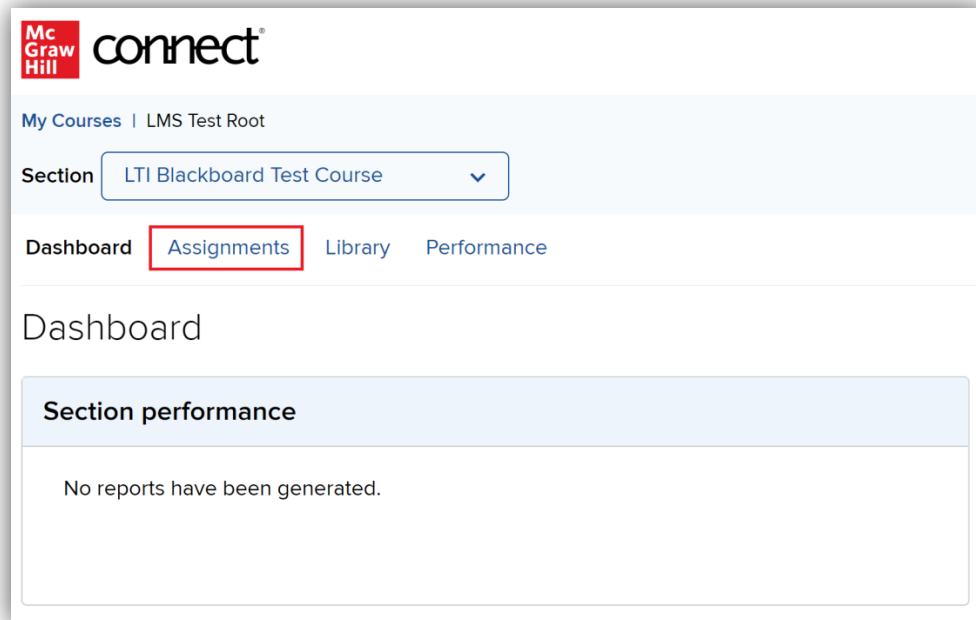 Mc
Graw
Hill
connect®
My Courses | LMS Test Root
Section LTI Blackboard Test Course
Dashboard Assignments Library Performance
Dashboard
Section performance
No reports have been generated.